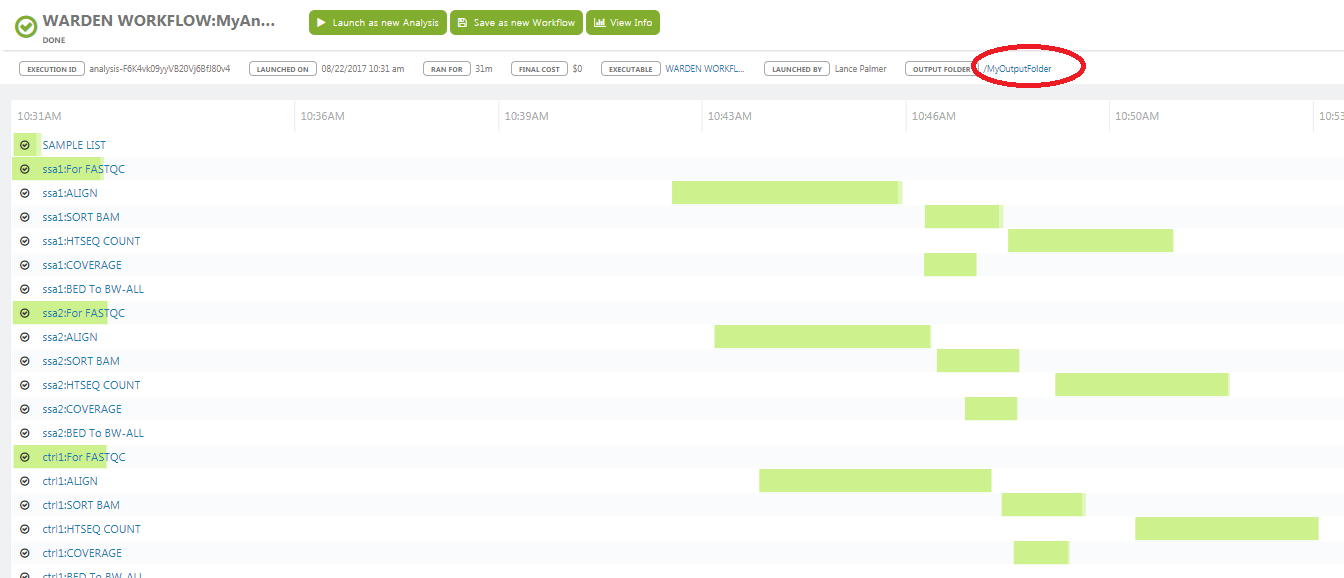 WARDEN WORKFLOW:MyAn...
DONE
Launch as new Analysis
Save as new Workflow
View Info
EXECUTION ID analysis-F6K4vk09yyVB20Vj6BfJ80v4
LAUNCHED ON 08/22/2017 10:31 am
RAN FOR 31m
FINAL COST $0
EXECUTABLE WARDEN WORKFL...
LAUNCHED BY Lance Palmer
OUTPUT FOLDER /MyOutputFolder
10:31AM 10:36AM 10:39AM 10:43AM 10:46AM 10:50AM 10:53
SAMPLE LIST
ssa1:For FASTQC
ssa1:ALIGN
ssa1:SORT BAM
ssa1:HTSEQ COUNT
ssa1:COVERAGE
ssa1:BED To BW-ALL
ssa2:For FASTQC
ssa2:ALIGN
ssa2:SORT BAM
ssa2:HTSEQ COUNT
ssa2:COVERAGE
ssa2:BED To BW-ALL
ctrl1:For FASTQC
ctrl1:ALIGN
ctrl1:SORT BAM
ctrl1:HTSEQ COUNT
ctrl1:COVERAGE
ctrl1:BED To BW-ALL